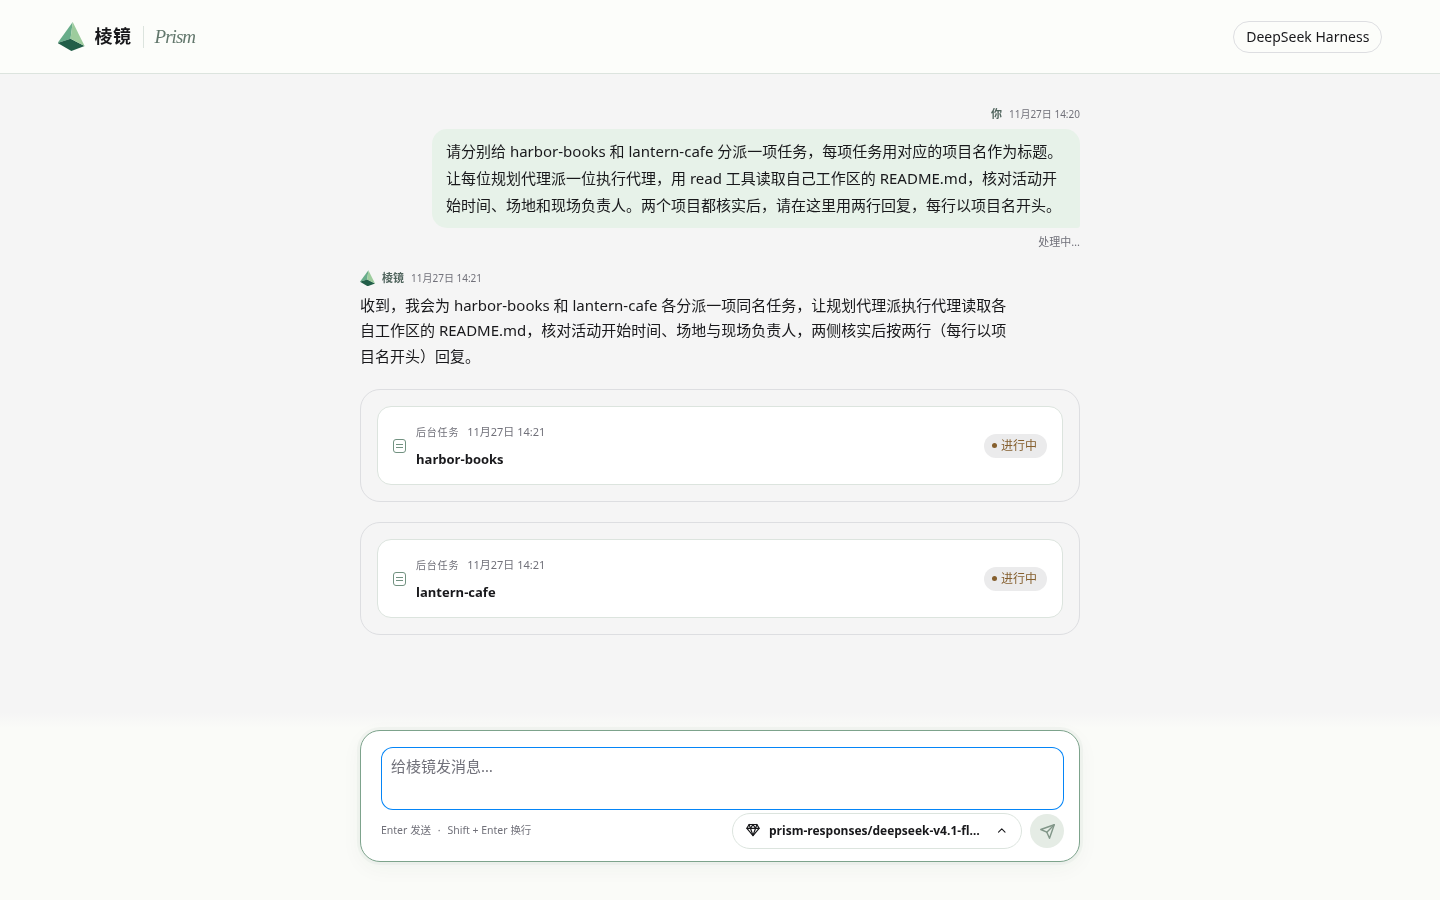 棱镜 Prism
DeepSeek Harness
你 11月27日 14:20
请分别给 harbor-books 和 lantern-cafe 分派一项任务，每项任务用对应的项目名作为标题。
让每位规划代理派一位执行代理，用 read 工具读取自己工作区的 README.md，核对活动开
始时间、场地和现场负责人。两个项目都核实后，请在这里用两行回复，每行以项目名开头。
处理中...
棱镜 11月27日 14:21
收到，我会为 harbor-books 和 lantern-cafe 各分派一项同名任务，让规划代理派执行代理读取各
自工作区的 README.md，核对活动开始时间、场地与现场负责人，两侧核实后按两行（每行以项
目名开头）回复。
后台任务 11月27日 14:21
harbor-books
进行中
后台任务 11月27日 14:21
lantern-cafe
进行中
给棱镜发消息...
Enter 发送 · Shift + Enter 换行
prism-responses/deepseek-v4.1-fl...